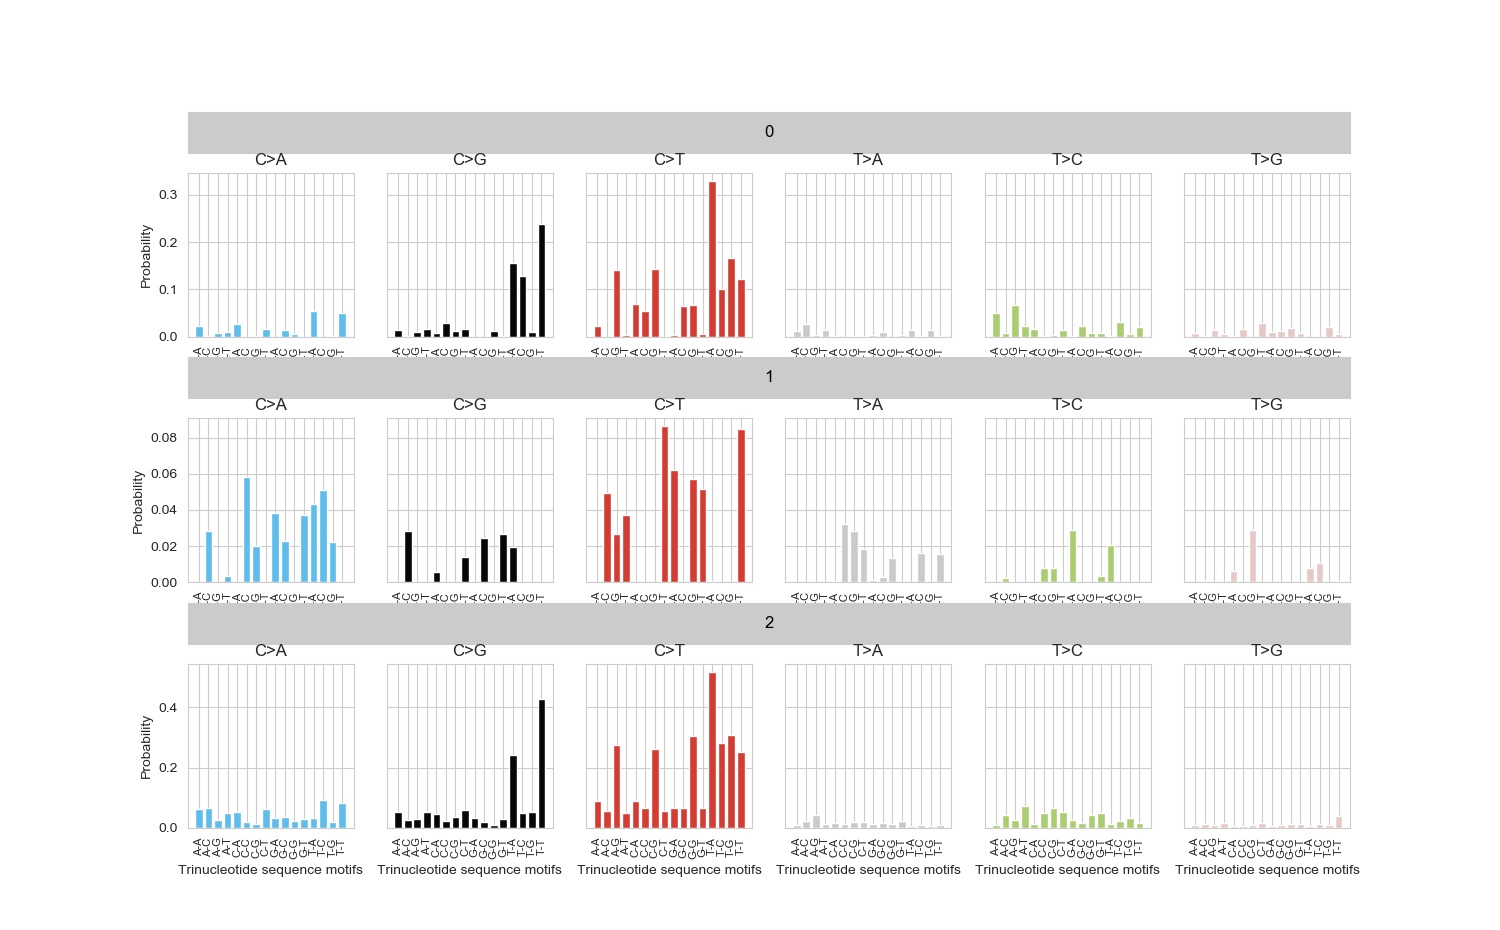 0
C>A C>G C>T T>A T>C T>G
0.3
0.2
0.1
0.0
Probability
1
C>A C>G C>T T>A T>C T>G
0.08
0.06
0.04
0.02
0.00
Probability
2
C>A C>G C>T T>A T>C T>G
0.4
0.2
0.0
Probability
A-A A-C A-G A-T C-A C-C C-G C-T G-A G-C G-G G-T T-A T-C T-G T-T
A-A A-C A-G A-T C-A C-C C-G C-T G-A G-C G-G G-T T-A T-C T-G T-T
A-A A-C A-G A-T C-A C-C C-G C-T G-A G-C G-G G-T T-A T-C T-G T-T
A-A A-C A-G A-T C-A C-C C-G C-T G-A G-C G-G G-T T-A T-C T-G T-T
A-A A-C A-G A-T C-A C-C C-G C-T G-A G-C G-G G-T T-A T-C T-G T-T
A-A A-C A-G A-T C-A C-C C-G C-T G-A G-C G-G G-T T-A T-C T-G T-T
Trinucleotide sequence motifs Trinucleotide sequence motifs Trinucleotide sequence motifs Trinucleotide sequence motifs Trinucleotide sequence motifs Trinucleotide sequence motifs